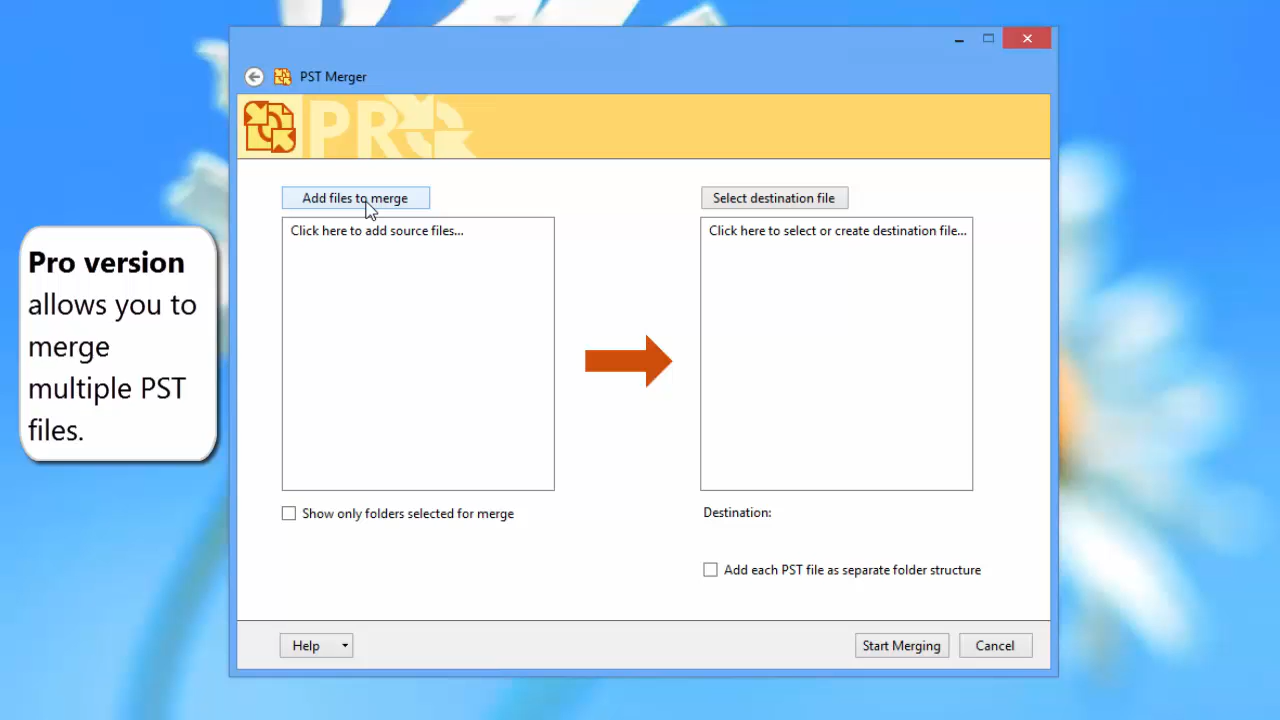 PST Merger
PRO
Add files to merge
Select destination file
Click here to add source files...
Click here to select or create destination file...
Pro version
allows you to
merge
multiple PST
files.
Show only folders selected for merge
Destination:
Add each PST file as separate folder structure
Help
Start Merging
Cancel